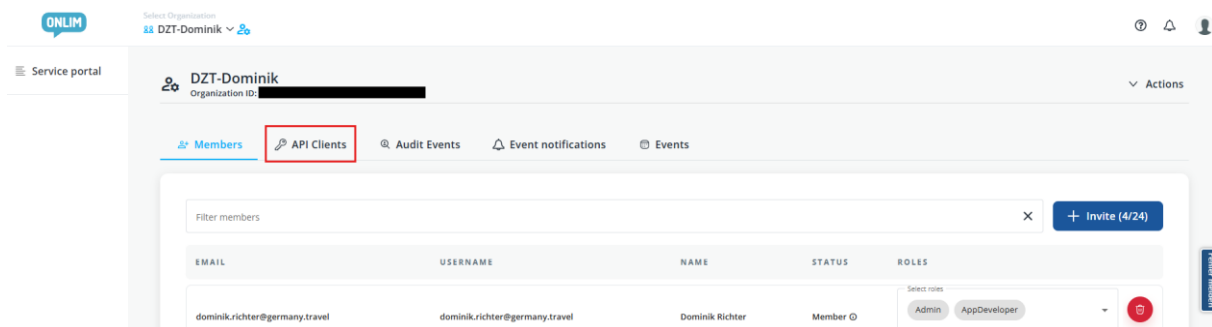 ONLIM
Select Organization
DZT-Dominik
Service portal
DZT-Dominik
Organization ID:
Actions
Members
API Clients
Audit Events
Event notifications
Events
Filter members
Invite (4/24)
EMAIL USERNAME NAME STATUS ROLES
Select roles
dominik.richter@germany.travel dominik.richter@germany.travel Dominik Richter Member Admin AppDeveloper